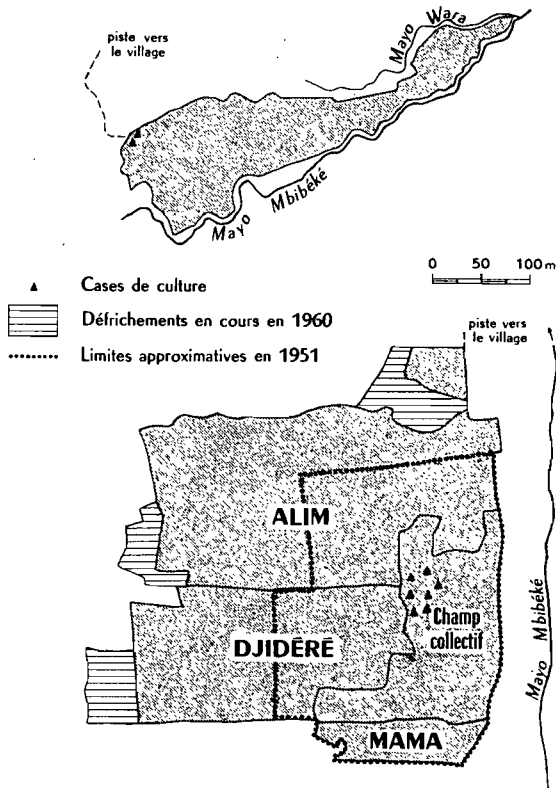 piste vers
le village
Mayo Wara
Mayo Mbibéké
0 50 100 m
Cases de culture
Défrichements en cours en 1960
Limites approximatives en 1951
piste vers
le village
ALIM
DJIDÉRÉ
Champ
collectif
MAMA
Mayo Mbibéké